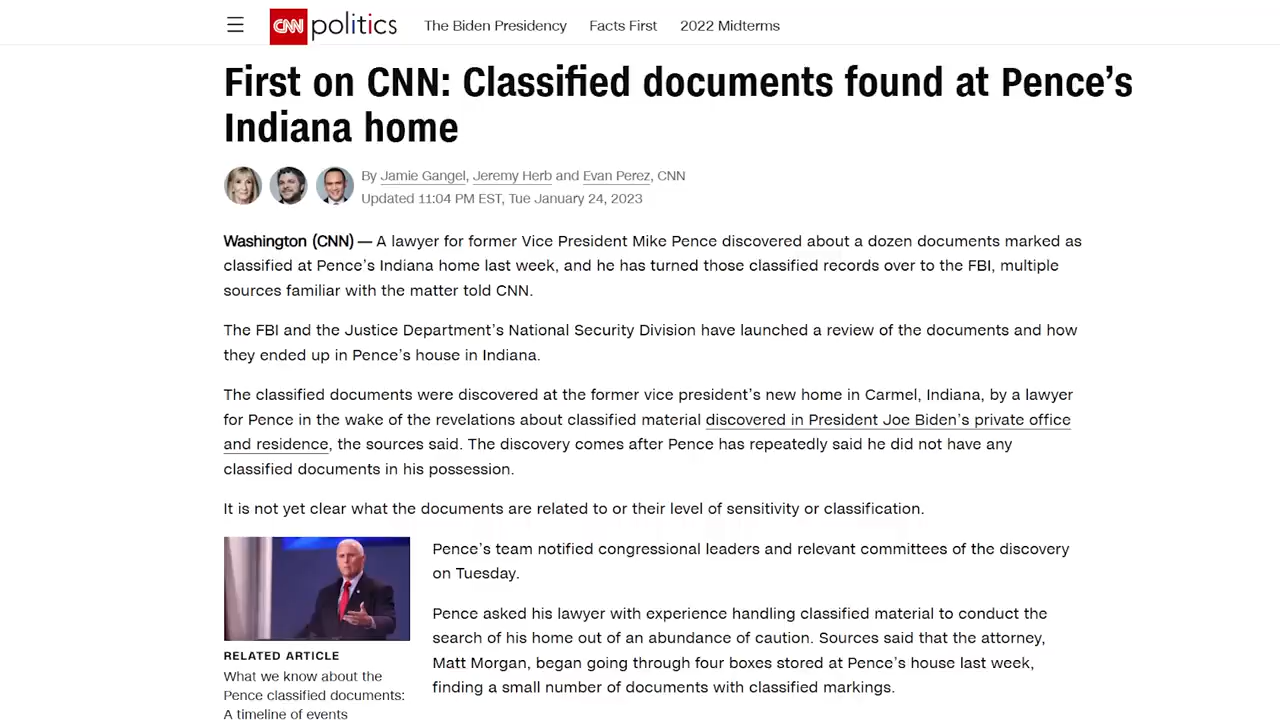 CNN politics The Biden Presidency Facts First 2022 Midterms
First on CNN: Classified documents found at Pence's
Indiana home
By Jamie Gangel, Jeremy Herb and Evan Perez, CNN
Updated 11:04 PM EST, Tue January 24, 2023
Washington (CNN) — A lawyer for former Vice President Mike Pence discovered about a dozen documents marked as
classified at Pence's Indiana home last week, and he has turned those classified records over to the FBI, multiple
sources familiar with the matter told CNN.
The FBI and the Justice Department's National Security Division have launched a review of the documents and how
they ended up in Pence's house in Indiana.
The classified documents were discovered at the former vice president's new home in Carmel, Indiana, by a lawyer
for Pence in the wake of the revelations about classified material discovered in President Joe Biden's private office
and residence, the sources said. The discovery comes after Pence has repeatedly said he did not have any
classified documents in his possession.
It is not yet clear what the documents are related to or their level of sensitivity or classification.
Pence's team notified congressional leaders and relevant committees of the discovery
on Tuesday.
Pence asked his lawyer with experience handling classified material to conduct the
search of his home out of an abundance of caution. Sources said that the attorney,
Matt Morgan, began going through four boxes stored at Pence's house last week,
finding a small number of documents with classified markings.
RELATED ARTICLE
What we know about the
Pence classified documents:
A timeline of events